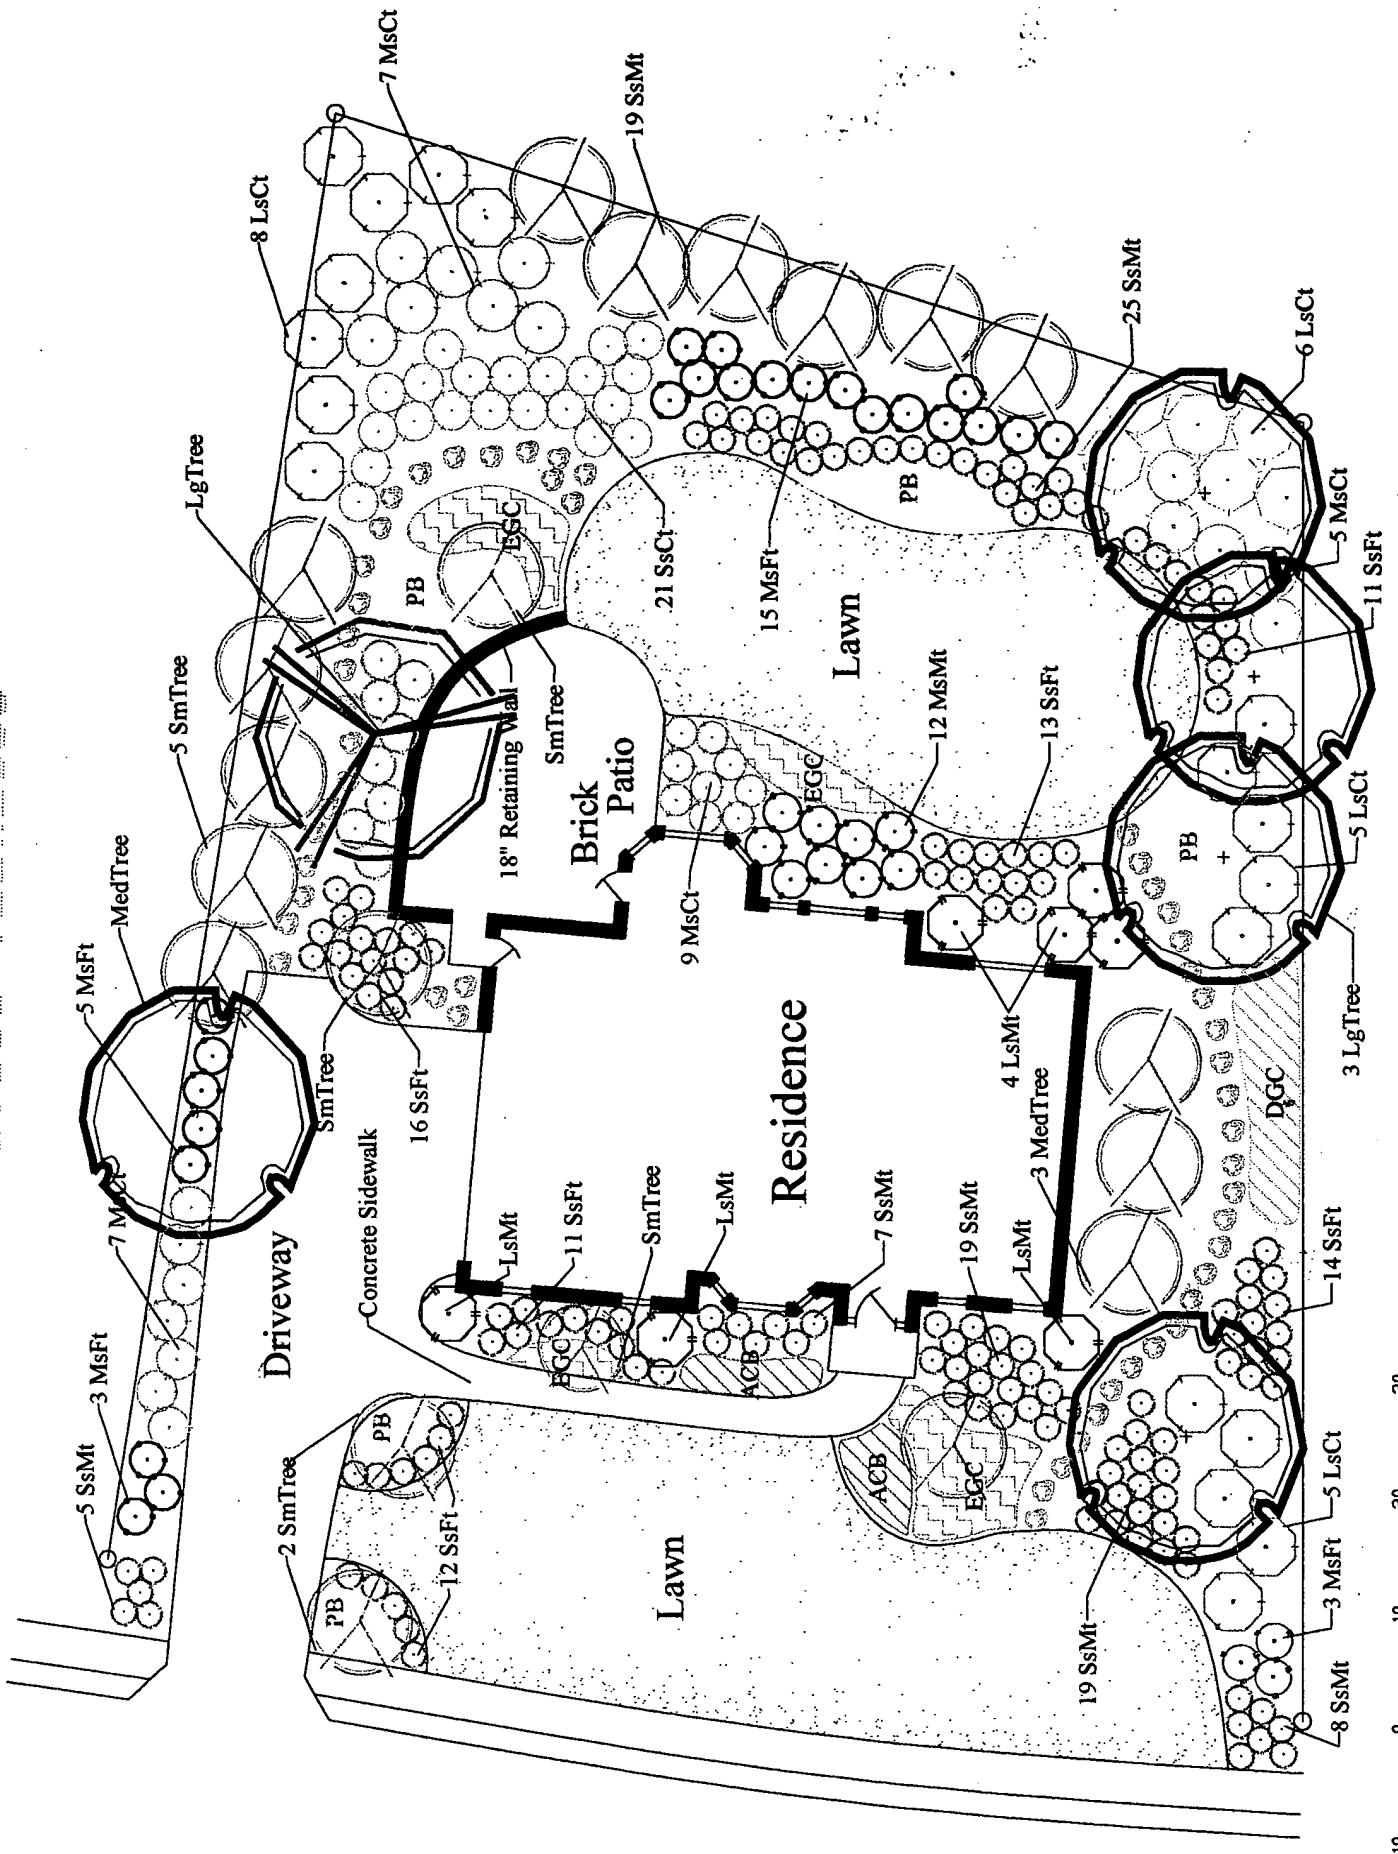 7 MsCt
19 SsMt
8 LsCt
25 SsMt
6 LsCt
LgTree
5 MsCt
11 SsFt
EGC
PB
PB
21 SsCt
15 MsFt
Lawn
5 SmTree
18" Retaining Wall
SmTree
Brick
Patio
12 MsMt
13 SsFt
EGC
PB
5 LsCt
MedTree
5 MsFt
9 MsCt
SmTree
16 SsFt
Residence
4 LsMt
3 LgTree
DGC
7 MsCt
Concrete Sidewalk
LsMt
11 SsFt
SmTree
LsMt
7 SsMt
19 SsMt
LsMt
3 MedTree
14 SsFt
Driveway
3 MsFt
5 SsMt
EGC
ACB
PB
2 SmTree
PB
12 SsFt
Lawn
ACB
EGC
19 SsMt
5 LsCt
3 MsFt
8 SsMt